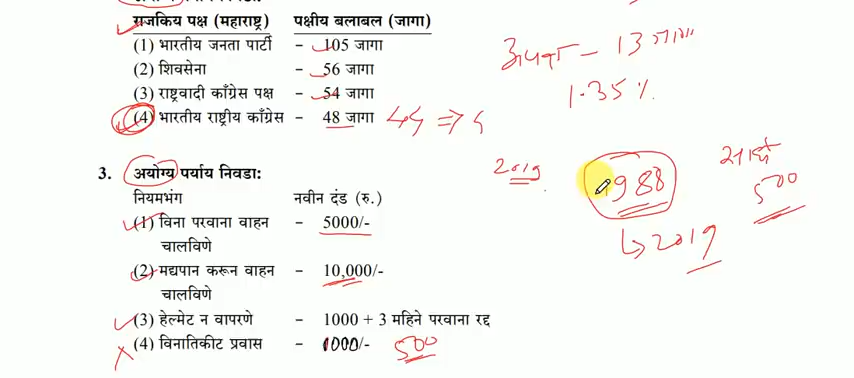 राजकिय पक्ष (महाराष्ट्र) पक्षीय बलाबल (जागा)
(1) भारतीय जनता पार्टी - 105 जागा
(2) शिवसेना - 56 जागा
(3) राष्ट्रवादी काँग्रेस पक्ष - 54 जागा
(4) भारतीय राष्ट्रीय काँग्रेस - 48 जागा 44 ⇒
अपक्ष - 13 जागा
1.35%
3. अयोग्य पर्याय निवडा:
नियमभंग नवीन दंड (रु.)
(1) विना परवाना वाहन - 5000/-
चालविणे
(2) मद्यपान करून वाहन - 10,000/-
चालविणे
(3) हेल्मेट न वापरणे - 1000 + 3 महिने परवाना रद्द
(4) विनातिकीट प्रवास - 1000/- 500
2019
1988
↳ 2019
साधे
500